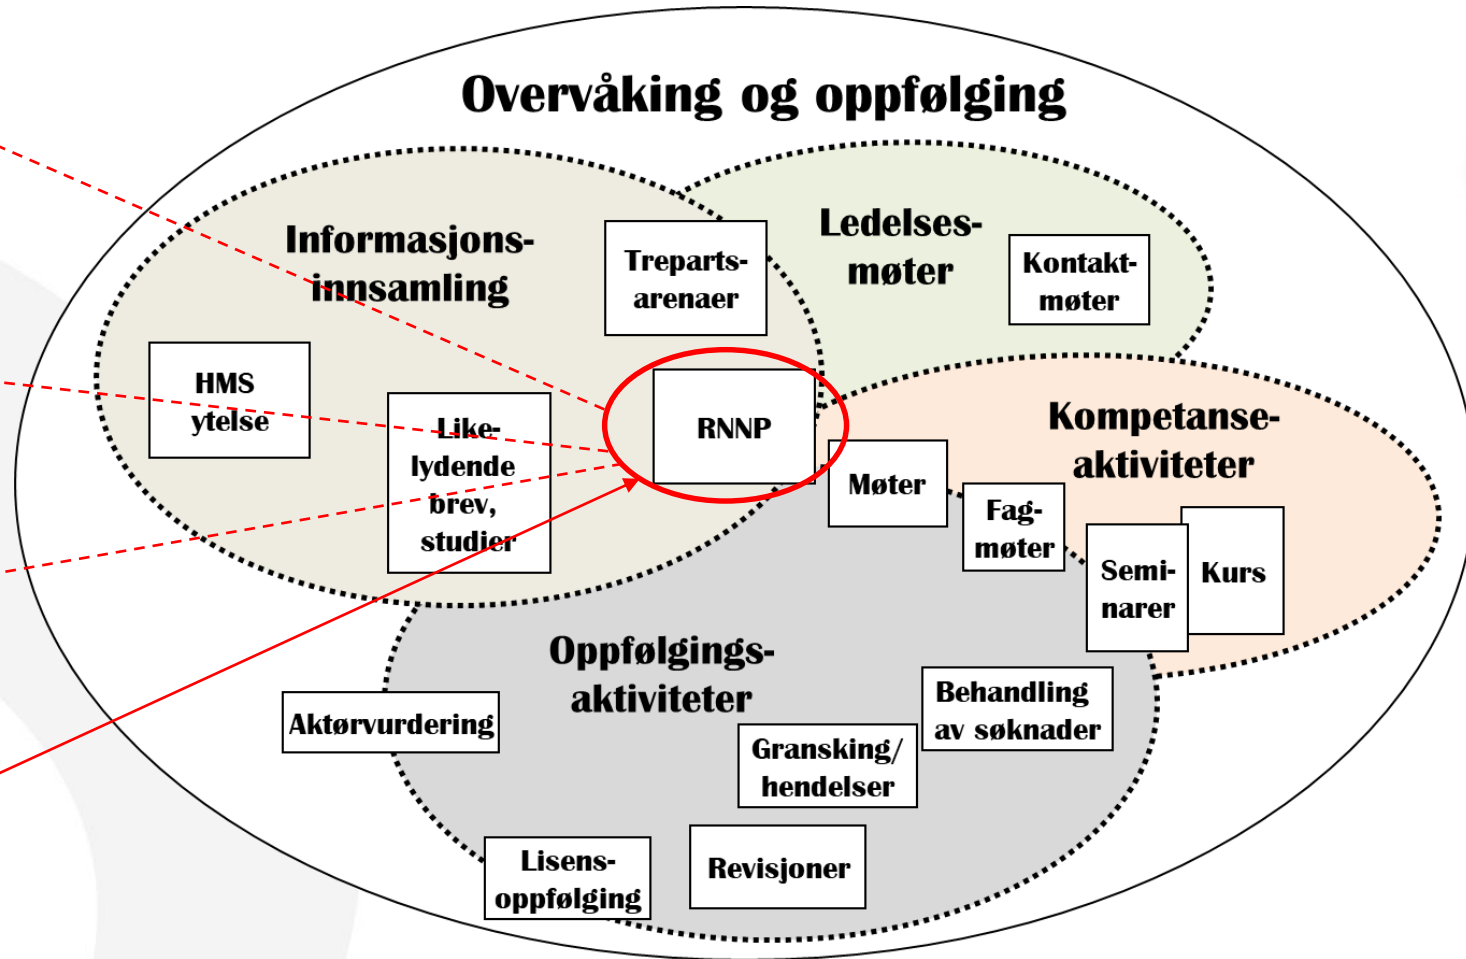 Overvåking og oppfølging
Informasjons-
innsamling
Treparts-
arenaer
Ledelses-
møter
Kontakt-
møter
HMS
ytelse
Like-
lydende
brev,
studier
RNNP
Kompetanse-
aktiviteter
Møter
Fag-
møter
Semi-
narer
Kurs
Oppfølgings-
aktiviteter
Aktørvurdering
Behandling
av søknader
Gransking/
hendelser
Lisens-
oppfølging
Revisjoner